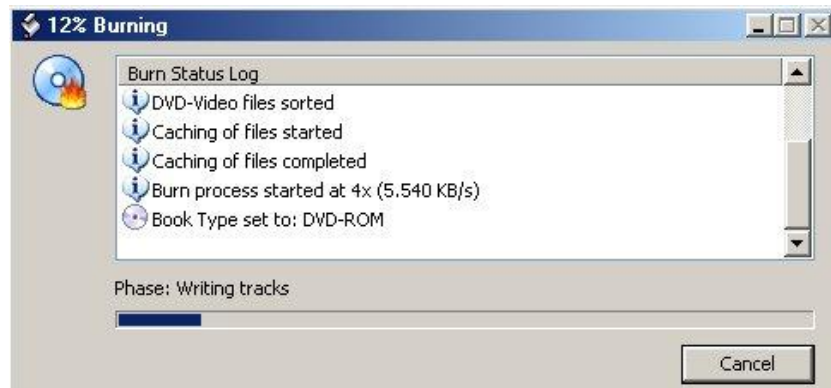 12% Burning
Burn Status Log
DVD-Video files sorted
Caching of files started
Caching of files completed
Burn process started at 4x (5.540 KB/s)
Book Type set to: DVD-ROM
Phase: Writing tracks
Cancel